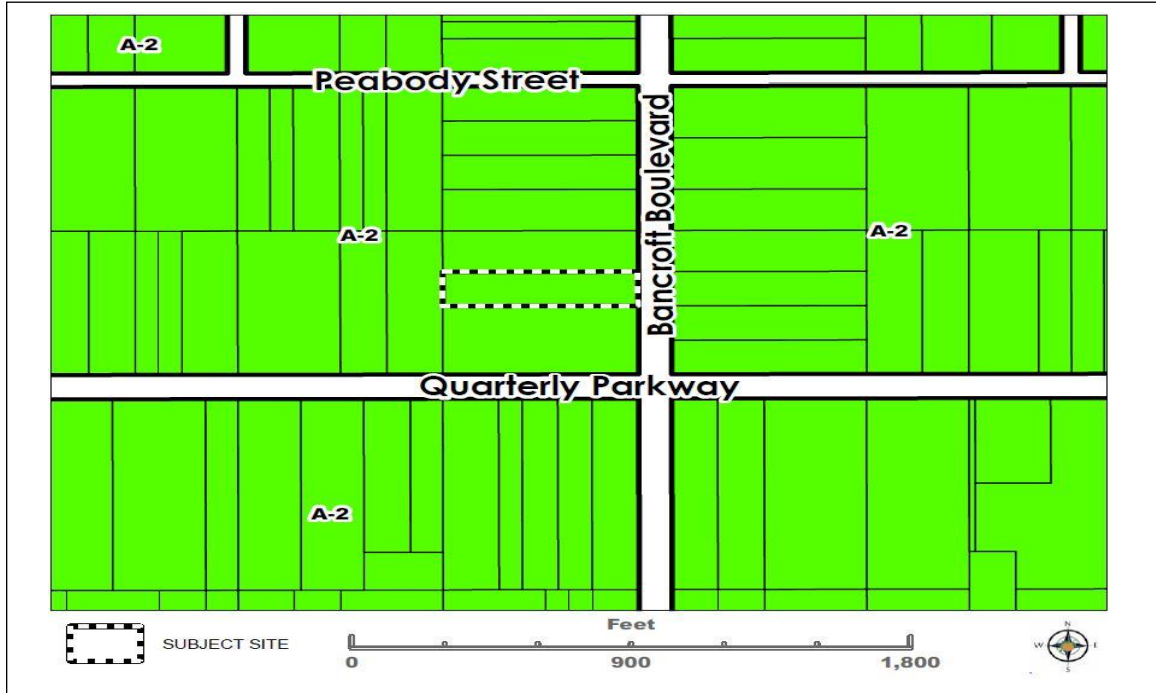 A-2
Peabody Street
Bancroft Boulevard
A-2
A-2
Quarterly Parkway
A-2
SUBJECT SITE
Feet
0 900 1,800
N
W E
S